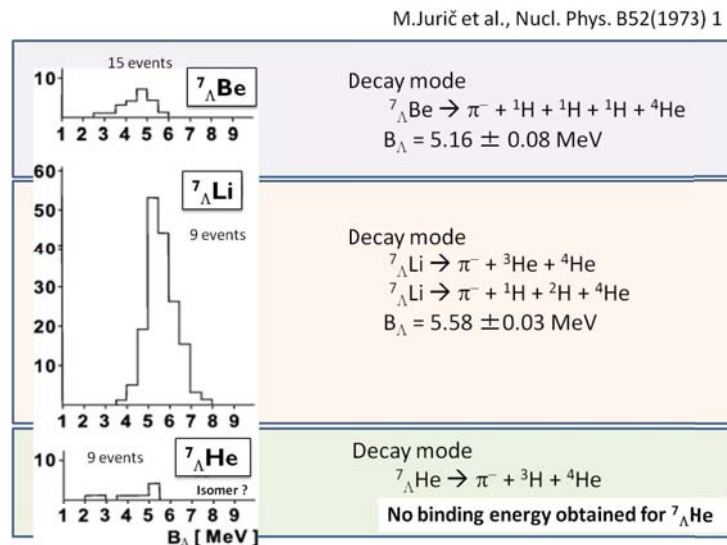 M.Jurič et al., Nucl. Phys. B52(1973) 1
15 events
⁷ΛBe
10
1 2 3 4 5 6 7 8 9
Decay mode
⁷ΛBe → π⁻ + ¹H + ¹H + ¹H + ⁴He
BΛ = 5.16 ± 0.08 MeV
60
50
40
30
20
10
⁷ΛLi
9 events
1 2 3 4 5 6 7 8 9
Decay mode
⁷ΛLi → π⁻ + ³He + ⁴He
⁷ΛLi → π⁻ + ¹H + ²H + ⁴He
BΛ = 5.58 ±0.03 MeV
10
9 events
⁷ΛHe
Isomer ?
1 2 3 4 5 6 7 8 9
BΛ [ MeV ]
Decay mode
⁷ΛHe → π⁻ + ³H + ⁴He
No binding energy obtained for ⁷ΛHe